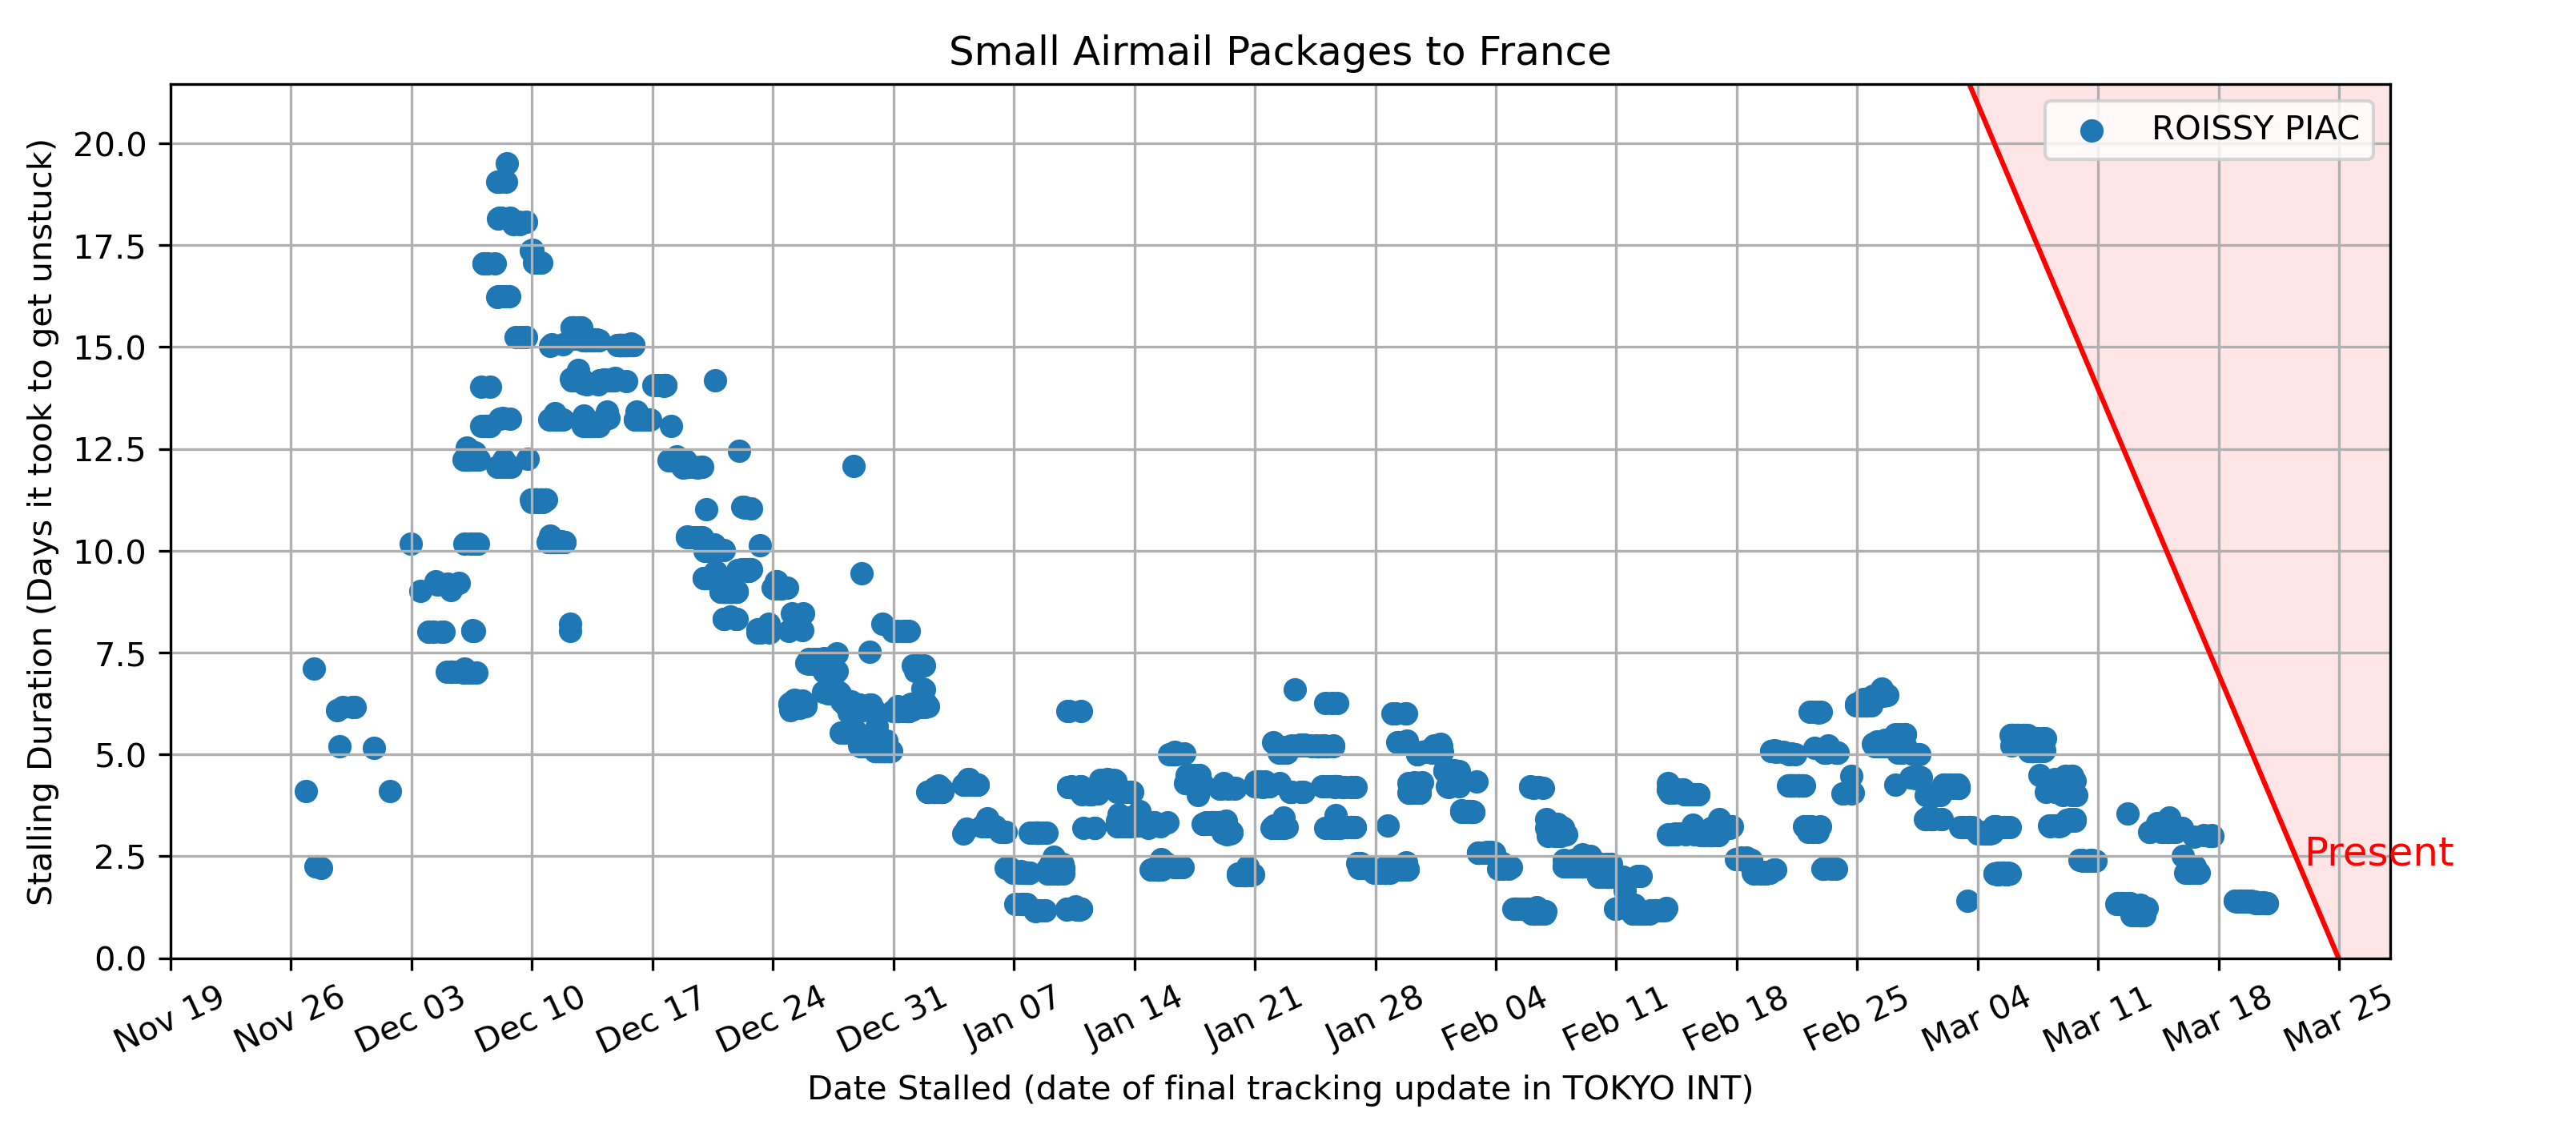 Small Airmail Packages to France
ROISSY PIAC
Stalling Duration (Days it took to get unstuck)
20.0
17.5
15.0
12.5
10.0
7.5
5.0
2.5
0.0
Present
Nov 19 Nov 26 Dec 03 Dec 10 Dec 17 Dec 24 Dec 31 Jan 07 Jan 14 Jan 21 Jan 28 Feb 04 Feb 11 Feb 18 Feb 25 Mar 04 Mar 11 Mar 18 Mar 25
Date Stalled (date of final tracking update in TOKYO INT)